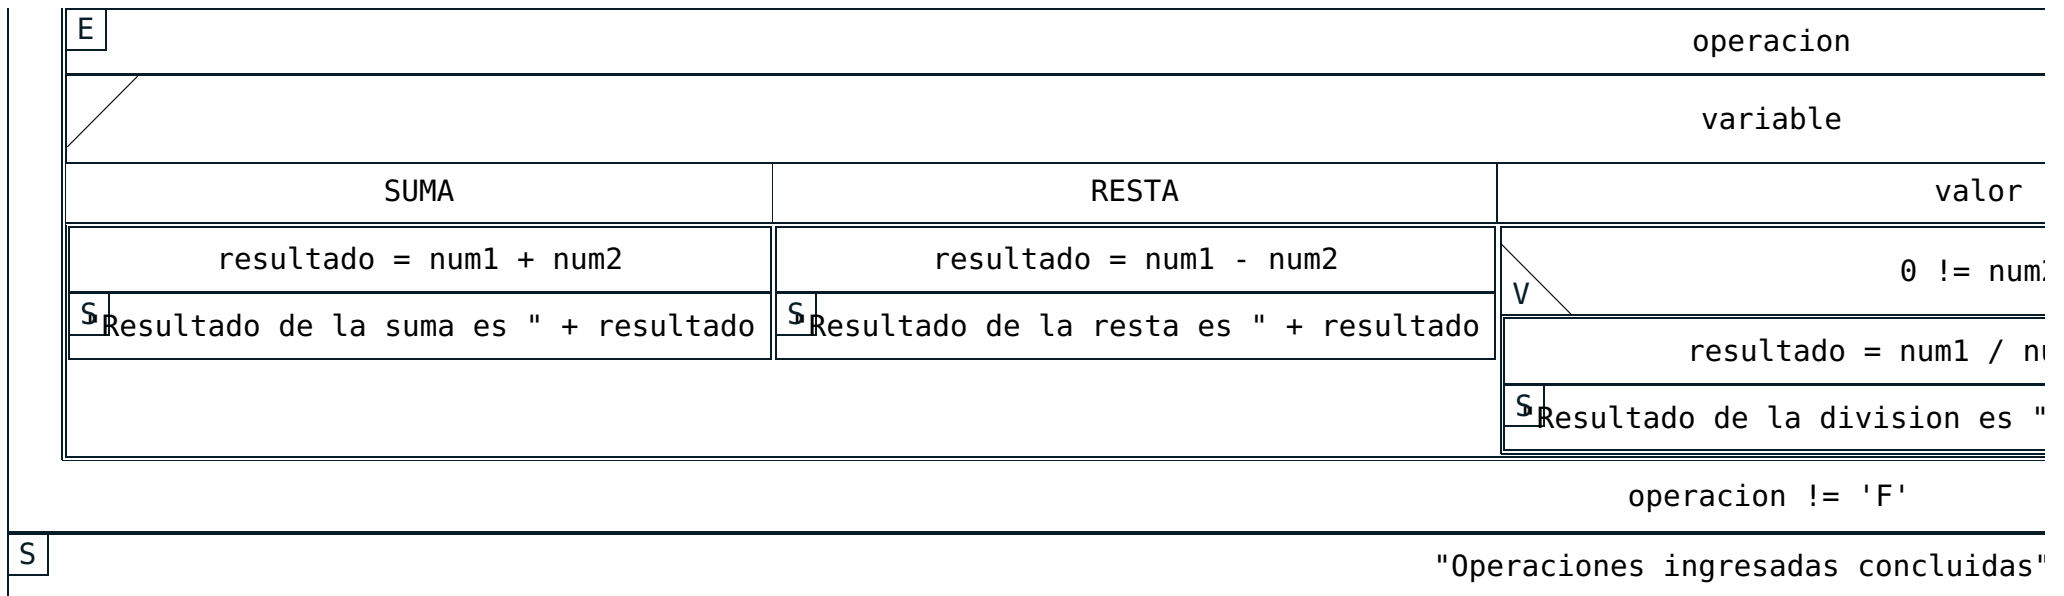 E
operacion
variable
SUMA RESTA valor
resultado = num1 + num2 resultado = num1 - num2
0 !=
V
S "Resultado de la suma es " + resultado S "Resultado de la resta es " + resultado
resultado = num1 /
S "Resultado de la division es "
operacion != 'F'
S
"Operaciones ingresadas concluidas"